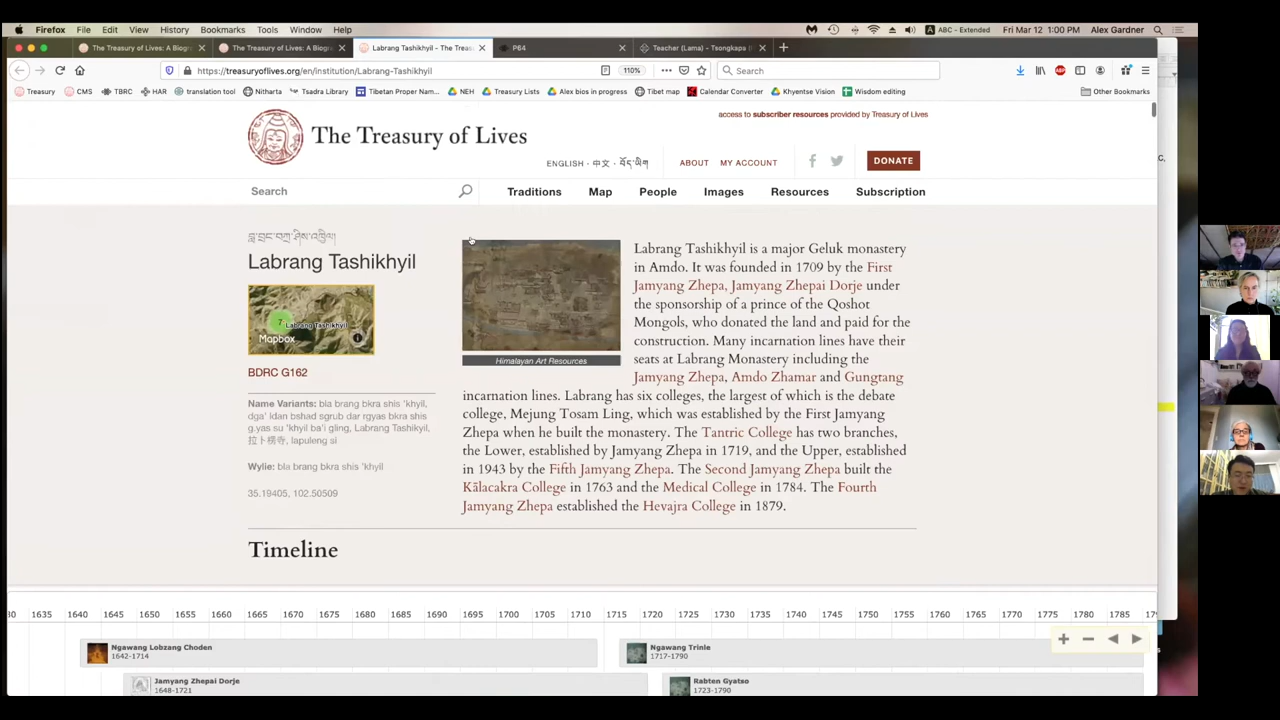 Firefox File Edit View History Bookmarks Tools Window Help
ABC - Extended Fri Mar 12 1:00 PM Alex Gardner
The Treasury of Lives: A Biogr
The Treasury of Lives: A Biogr
Labrang Tashikhyil - The Treas
P64
Teacher (Lama) - Tsongkapa (
https://treasuryoflives.org/en/institution/Labrang-Tashikhyil
110%
Search
Treasury CMS TBRC HAR translation tool Nitharta Tsadra Library Tibetan Proper Nam... NEH Treasury Lists Alex bios in progress Tibet map Calendar Converter Khyentse Vision Wisdom editing Other Bookmarks
access to subscriber resources provided by Treasury of Lives
The Treasury of Lives
ENGLISH · 中文 · བོད་ཡིག
ABOUT MY ACCOUNT
DONATE
Search
Traditions Map People Images Resources Subscription
བླ་བྲང་བཀྲ་ཤིས་འཁྱིལ།
Labrang Tashikhyil
7
Labrang Tashikhyil
Mapbox
BDRC G162
Name Variants: bla brang bkra shis 'khyil,
dga' ldan bshad sgrub dar rgyas bkra shis
g.yas su 'khyil ba'i gling, Labrang Tashikyil,
拉卜楞寺, lapuleng si
Wylie: bla brang bkra shis 'khyil
35.19405, 102.50509
Himalayan Art Resources
Labrang Tashikhyil is a major Geluk monastery
in Amdo. It was founded in 1709 by the First
Jamyang Zhepa, Jamyang Zhepai Dorje under
the sponsorship of a prince of the Qoshot
Mongols, who donated the land and paid for the
construction. Many incarnation lines have their
seats at Labrang Monastery including the
Jamyang Zhepa, Amdo Zhamar and Gungtang
incarnation lines. Labrang has six colleges, the largest of which is the debate
college, Mejung Tosam Ling, which was established by the First Jamyang
Zhepa when he built the monastery. The Tantric College has two branches,
the Lower, established by Jamyang Zhepa in 1719, and the Upper, established
in 1943 by the Fifth Jamyang Zhepa. The Second Jamyang Zhepa built the
Kālacakra College in 1763 and the Medical College in 1784. The Fourth
Jamyang Zhepa established the Hevajra College in 1879.
Timeline
1635 1640 1645 1650 1655 1660 1665 1670 1675 1680 1685 1690 1695 1700 1705 1710 1715 1720 1725 1730 1735 1740 1745 1750 1755 1760 1765 1770 1775 1780 1785
Ngawang Lobzang Choden
1642-1714
Ngawang Trinle
1717-1790
Jamyang Zhepai Dorje
1648-1721
Rabten Gyatso
1723-1790